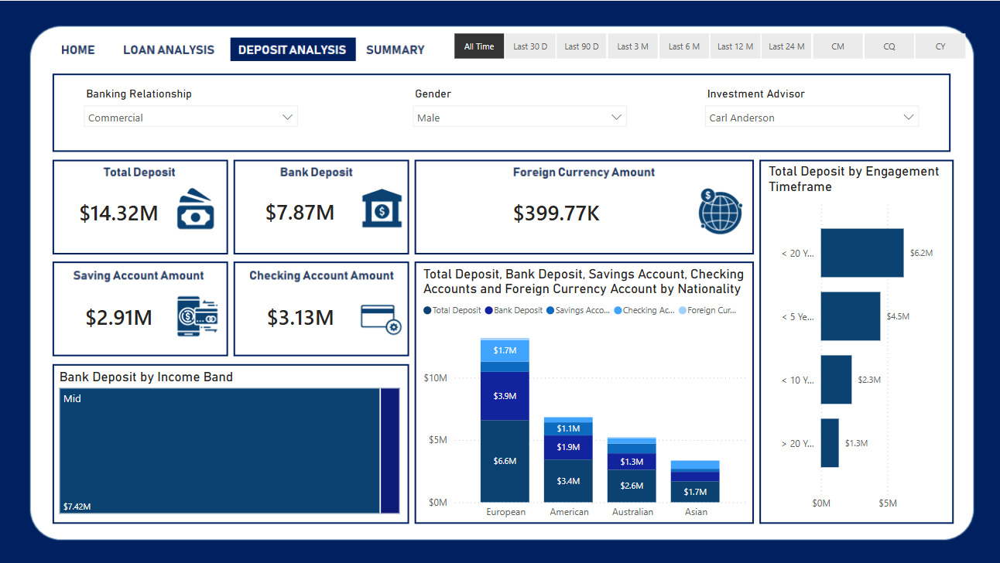 HOME LOAN ANALYSIS DEPOSIT ANALYSIS SUMMARY
All Time Last 30 D Last 90 D Last 3 M Last 6 M Last 12 M Last 24 M CM CQ CY
Banking Relationship
Commercial
Gender
Male
Investment Advisor
Carl Anderson
Total Deposit
$14.32M
Bank Deposit
$7.87M
Foreign Currency Amount
$399.77K
Saving Account Amount
$2.91M
Checking Account Amount
$3.13M
Bank Deposit by Income Band
Mid
$7.42M
Total Deposit, Bank Deposit, Savings Account, Checking
Accounts and Foreign Currency Account by Nationality
Total Deposit Bank Deposit Savings Acco... Checking Ac... Foreign Cur...
$10M
$5M
$0M
$1.7M
$3.9M
$6.6M
$1.1M
$1.9M
$3.4M
$1.3M
$2.6M
$1.7M
European American Australian Asian
Total Deposit by Engagement
Timeframe
< 20 Y... $6.2M
< 5 Ye... $4.5M
< 10 Y... $2.3M
> 20 Y... $1.3M
$0M $5M